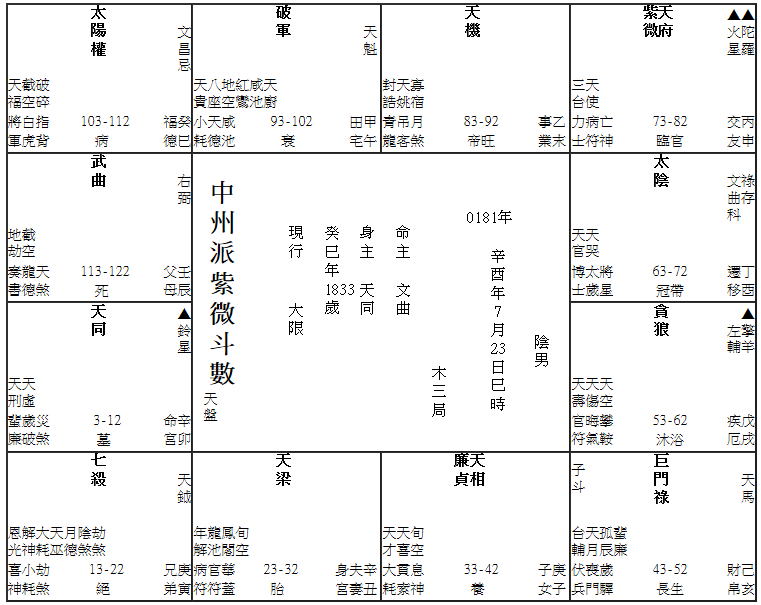 太陽權
文昌忌
天截破
福空碎
將白指 103-112 福癸
軍虎背 病 德巳
破軍
天魁
天八地紅咸天
貴座空鸞池廚
小天咸 93-102 田甲
耗德池 衰 宅午
天機
封天寡
誥姚宿
青吊月 83-92 事乙
龍客煞 帝旺 業未
紫微
天府
▲▲
火星
陀羅
三天
台使
力病亡 73-82 交丙
士符神 臨官 友申
武曲
右弼
地截
劫空
奏龍天 113-122 父壬
書德煞 死 母辰
中州派紫微斗數
天盤
現行 大限
癸巳年 1833歲
身主 天同
命主 文曲
0181年
辛酉年7月23日巳時
陰男
木三局
太陰
文曲科
祿存
天天
官哭
博太將 63-72 遷丁
士歲星 冠帶 移酉
天同
▲
鈴星
天天
刑虛
蜚歲災 3-12 命辛
廉破煞 墓 宮卯
貪狼
▲
左輔
擎羊
天天天
壽傷空
官晦攀 53-62 疾戊
符氣鞍 沐浴 厄戌
七殺
天鉞
恩解大天月陰劫
光神耗巫德煞煞
喜小劫 13-22 兄庚
神耗煞 絕 弟寅
天梁
年龍鳳旬
解池閣空
病官華 23-32 身夫辛
符符蓋 胎 宮妻丑
廉貞
天相
天天旬
才喜空
大貫息 33-42 子庚
耗索神 養 女子
子斗
巨門祿
天馬
台天孤蜚
輔月辰廉
伏喪歲 43-52 財己
兵門驛 長生 帛亥